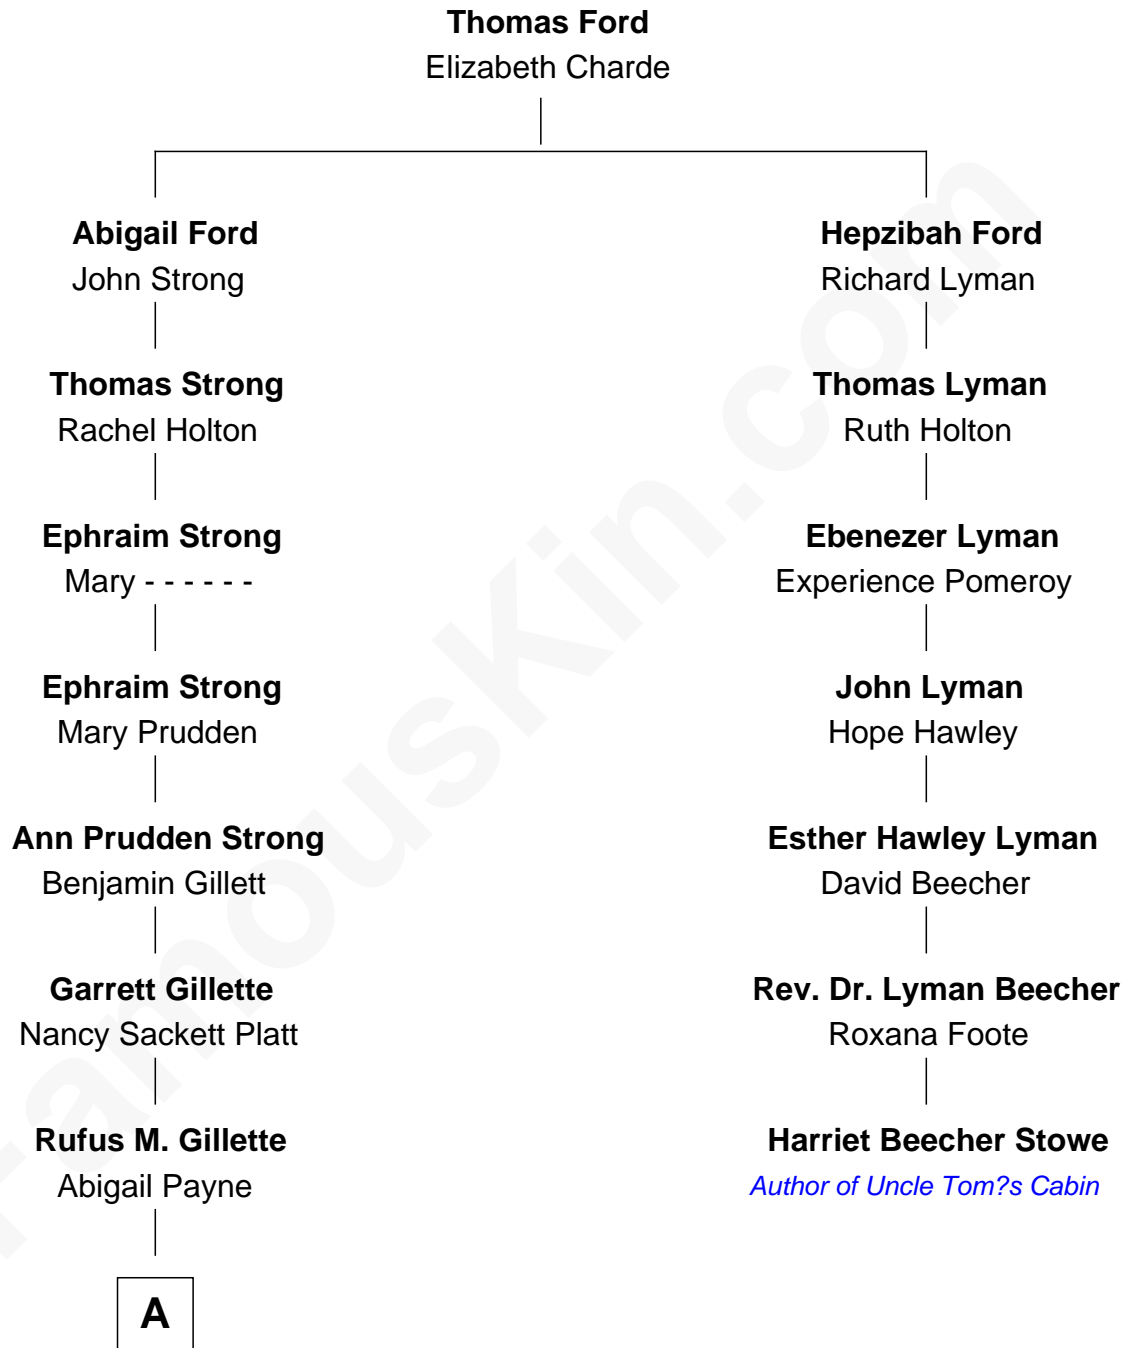 Thomas Ford
Elizabeth Charde
Abigail Ford
John Strong
Hepzibah Ford
Richard Lyman
Thomas Strong
Rachel Holton
Thomas Lyman
Ruth Holton
Ephraim Strong
Mary - - - - - -
Ebenezer Lyman
Experience Pomeroy
Ephraim Strong
Mary Prudden
John Lyman
Hope Hawley
Ann Prudden Strong
Benjamin Gillett
Esther Hawley Lyman
David Beecher
Garrett Gillette
Nancy Sackett Platt
Rev. Dr. Lyman Beecher
Roxana Foote
Rufus M. Gillette
Abigail Payne
Harriet Beecher Stowe
Author of Uncle Tom?s Cabin
A
FamousKin.com